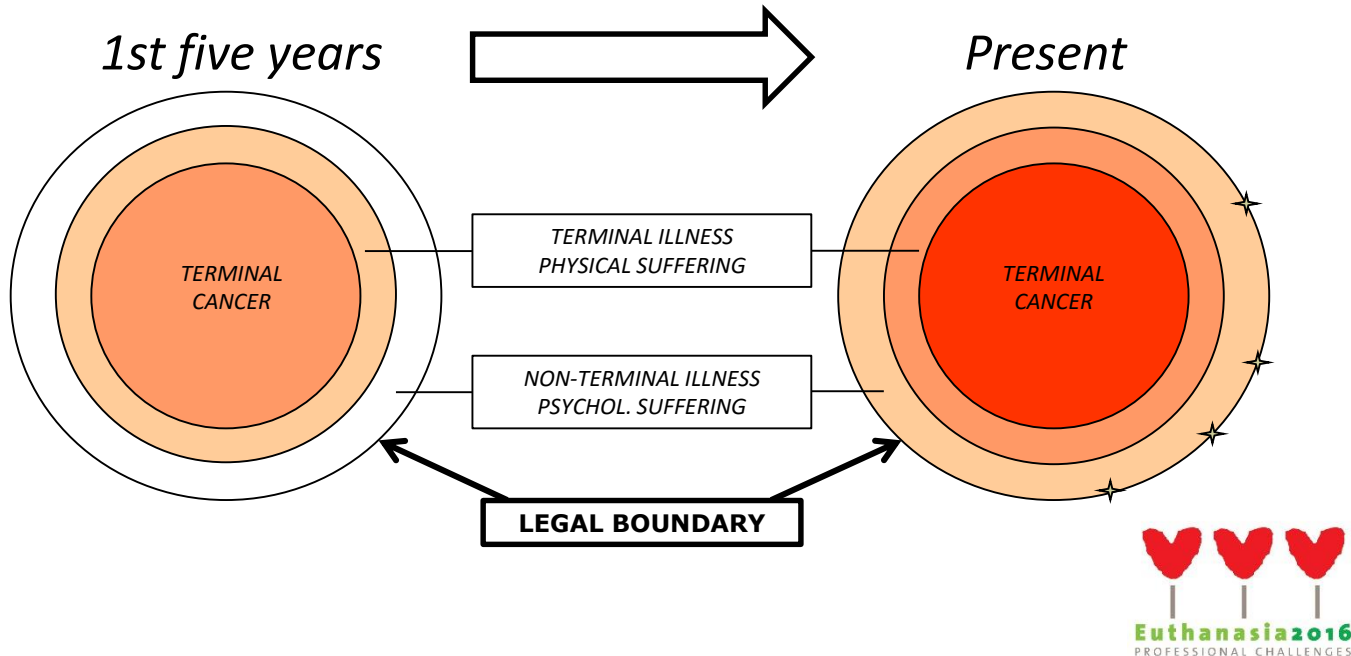 1st five years
Present
TERMINAL
CANCER
TERMINAL ILLNESS
PHYSICAL SUFFERING
TERMINAL
CANCER
NON-TERMINAL ILLNESS
PSYCHOL. SUFFERING
LEGAL BOUNDARY
Euthanasia2016
PROFESSIONAL CHALLENGES